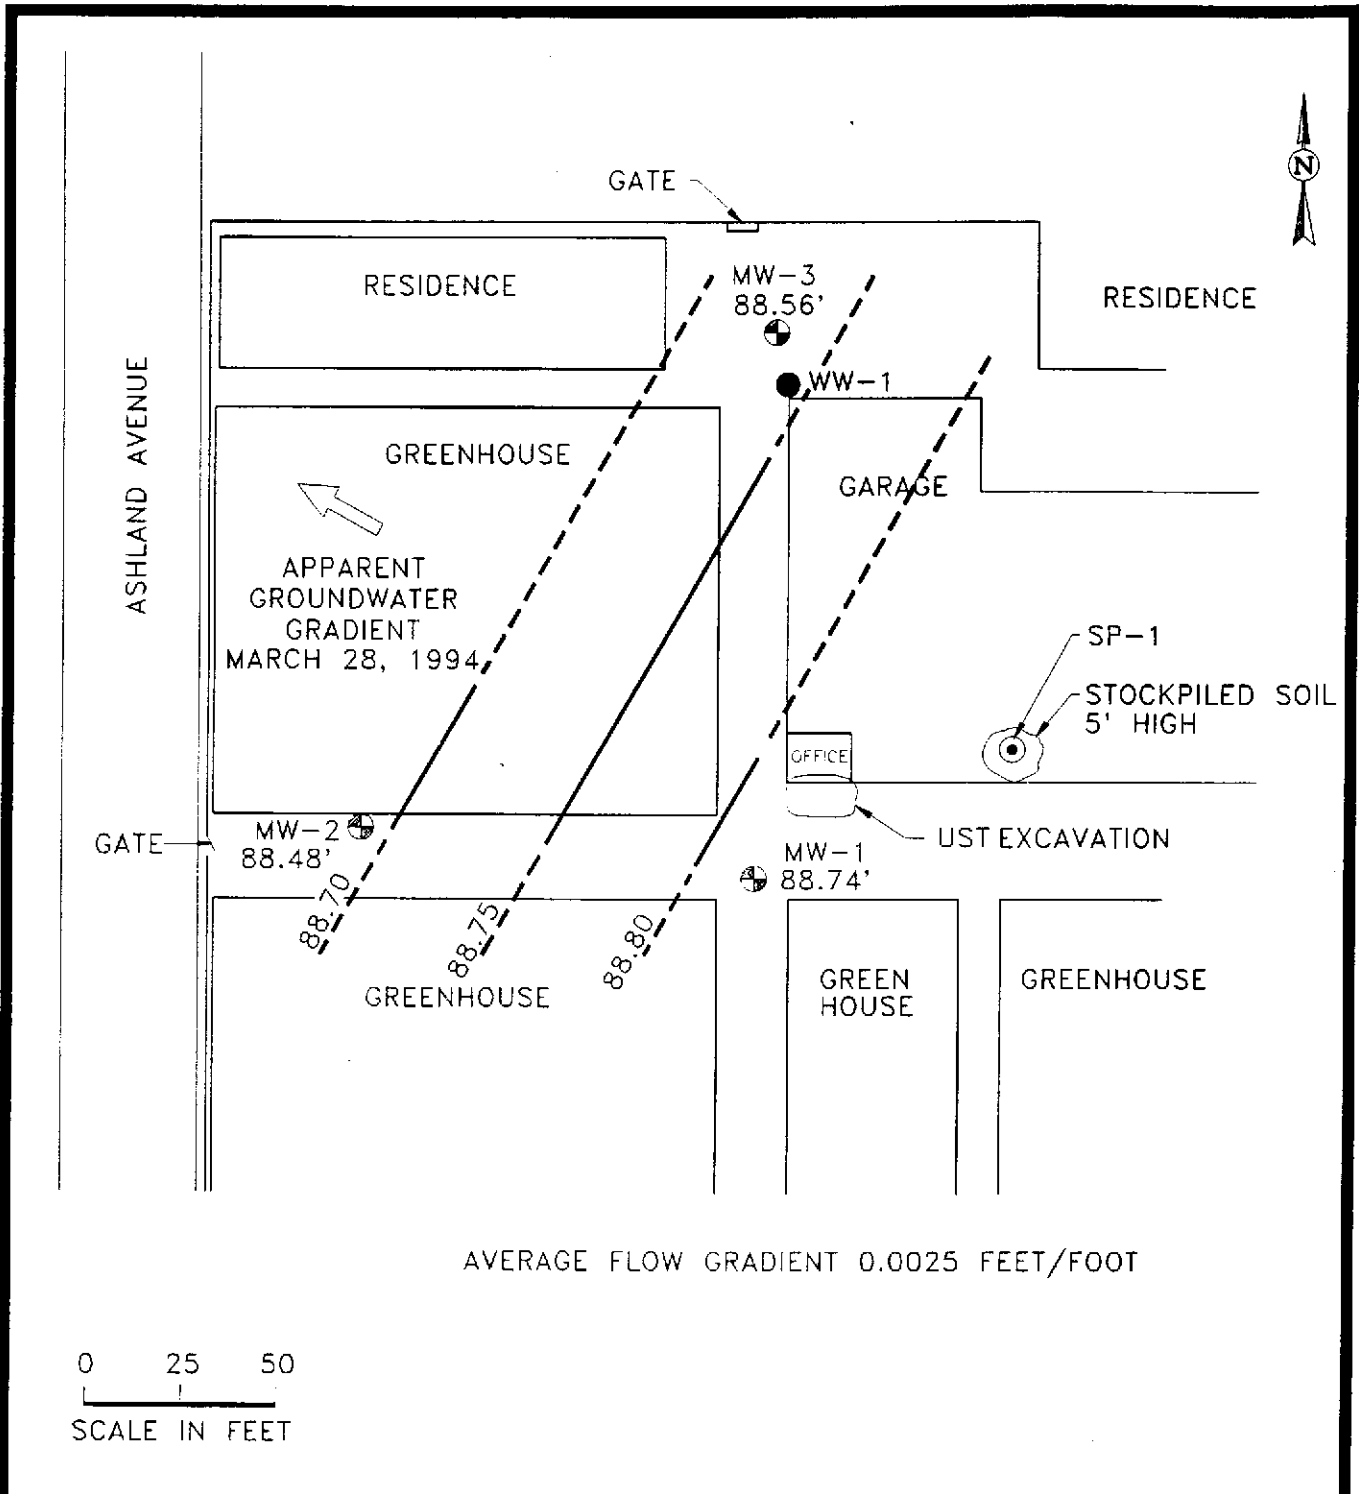 GATE
N
MW-3
88.56'
RESIDENCE
RESIDENCE
WW-1
ASHLAND AVENUE
GREENHOUSE
GARAGE
APPARENT
GROUNDWATER
GRADIENT
MARCH 28, 1994
SP-1
STOCKPILED SOIL
5' HIGH
OFFICE
GATE
MW-2
88.48'
UST EXCAVATION
MW-1
88.74'
88.70
88.75
88.80
GREENHOUSE
GREEN
HOUSE
GREENHOUSE
AVERAGE FLOW GRADIENT 0.0025 FEET/FOOT
0 25 50
SCALE IN FEET